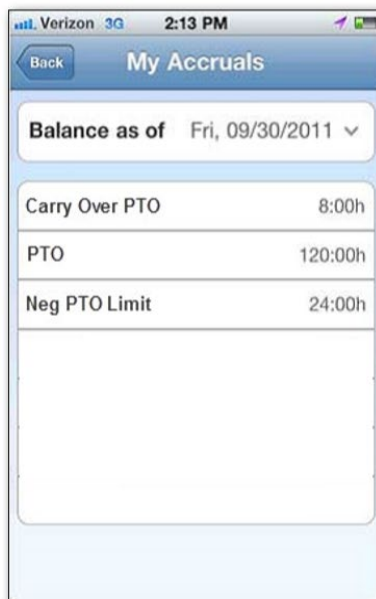 Verizon 3G 2:13 PM
Back My Accruals
Balance as of Fri, 09/30/2011
Carry Over PTO 8:00h
PTO 120:00h
Neg PTO Limit 24:00h